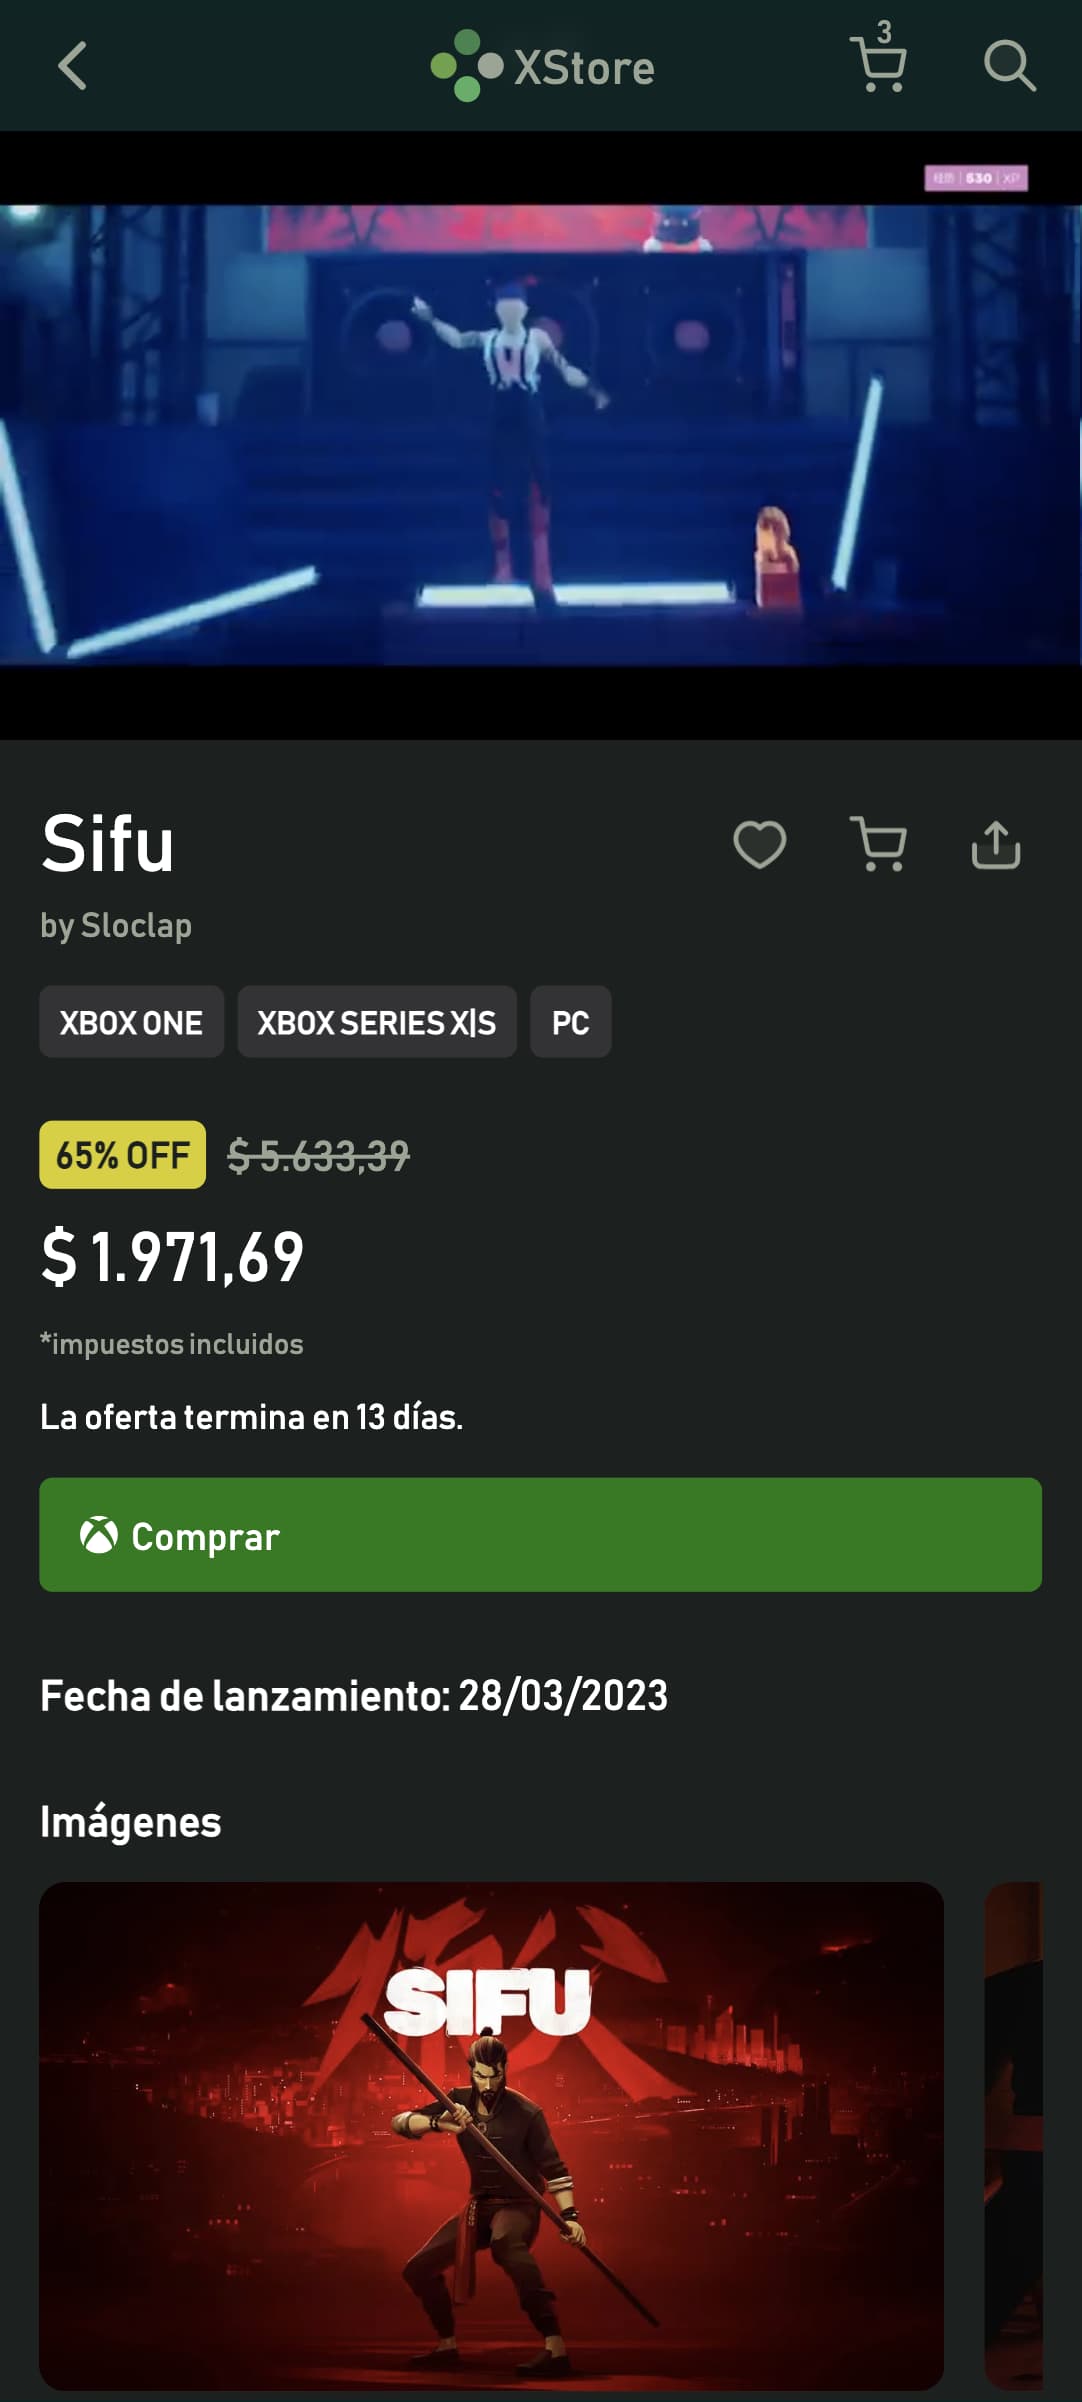 3
XStore
530 XP
Sifu
by Sloclap
XBOX ONE XBOX SERIES X|S PC
65% OFF $ 5.633,39
$ 1.971,69
*impuestos incluidos
La oferta termina en 13 días.
Comprar
Fecha de lanzamiento: 28/03/2023
Imágenes
SIFU